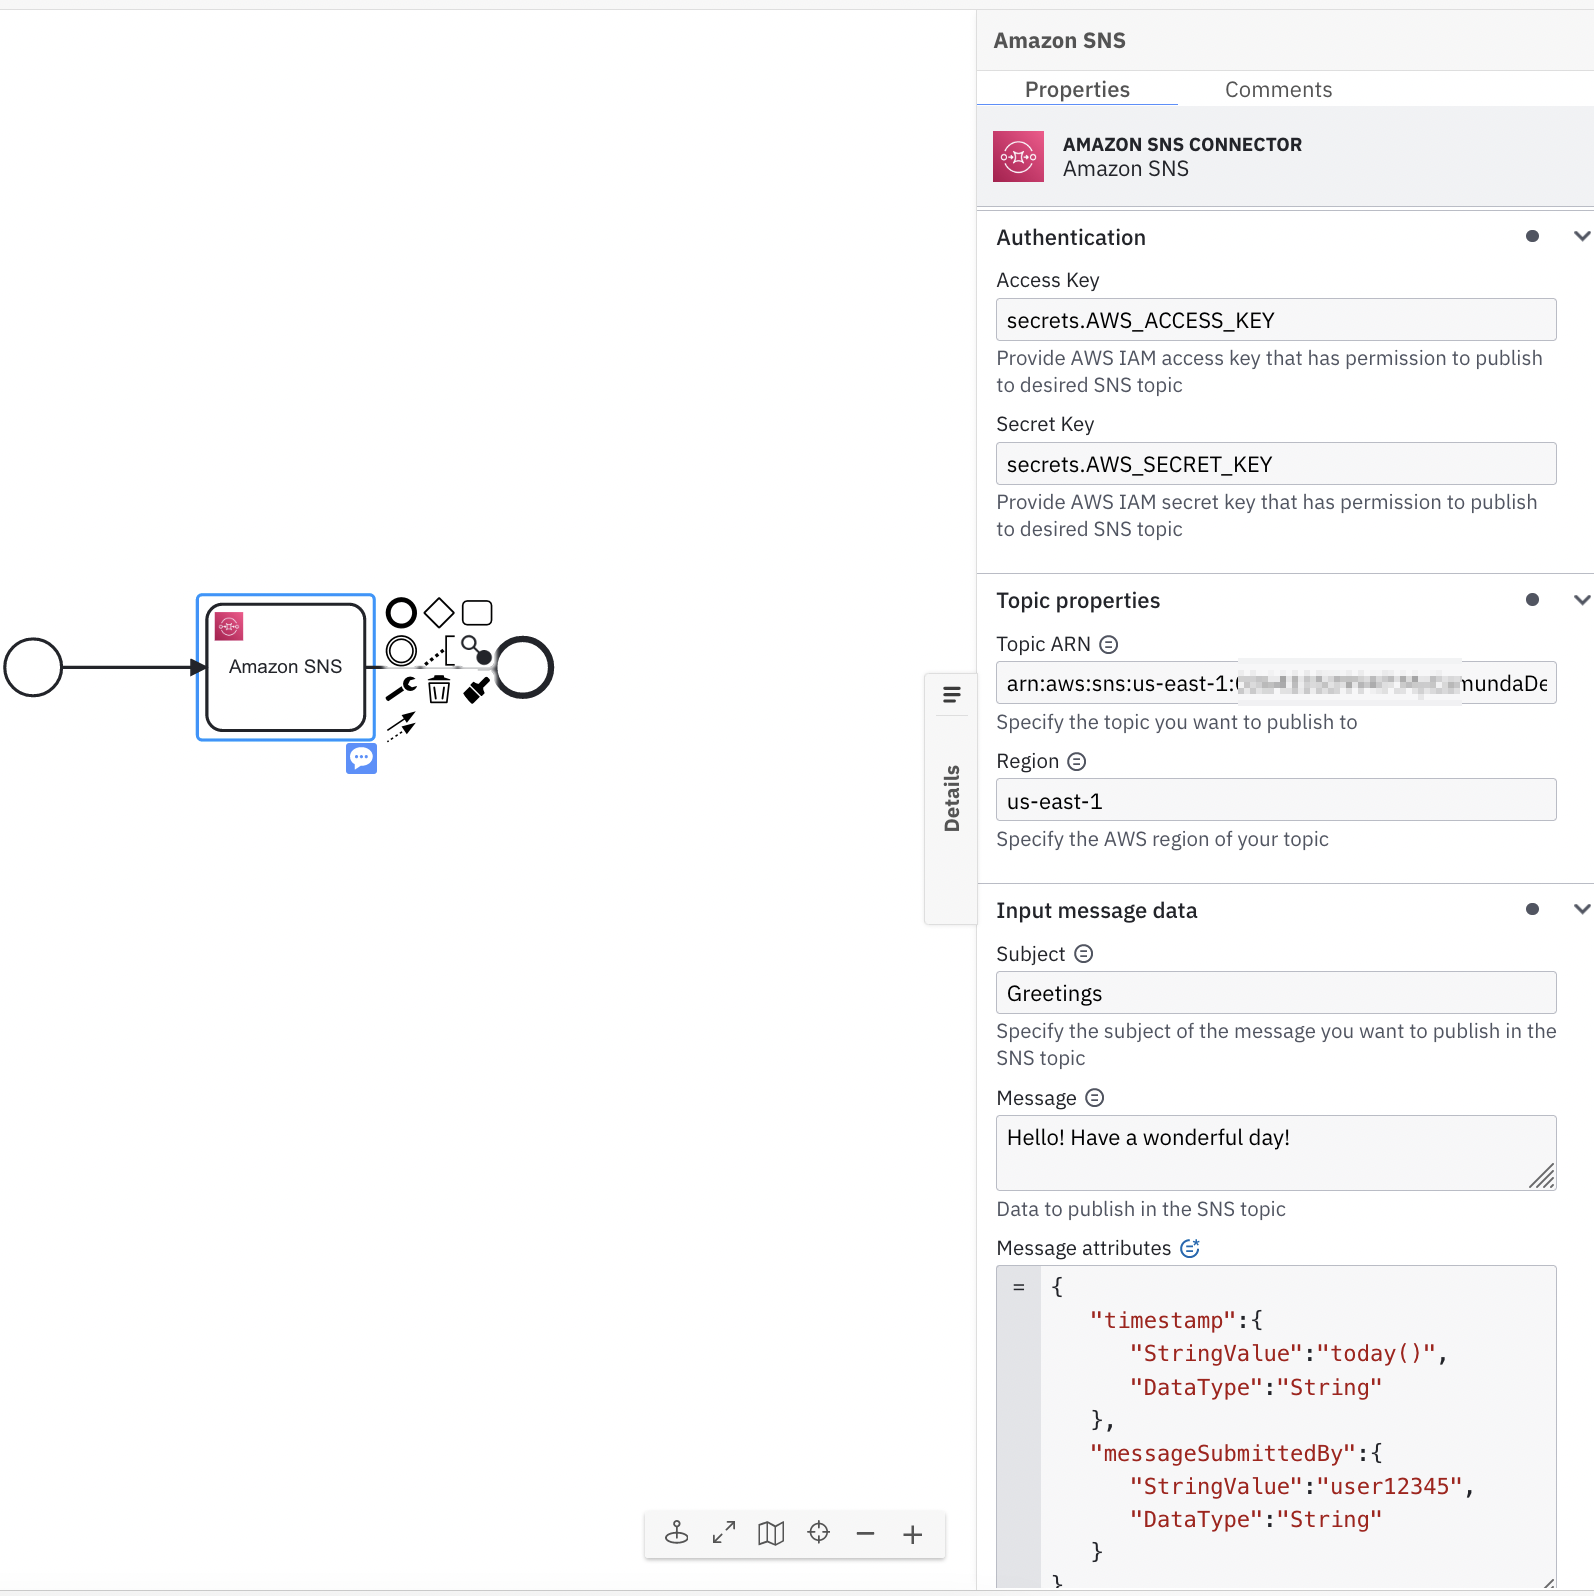 Amazon SNS
Properties
Comments
AMAZON SNS CONNECTOR
Amazon SNS
Authentication
Access Key
secrets.AWS_ACCESS_KEY
Provide AWS IAM access key that has permission to publish
to desired SNS topic
Secret Key
secrets.AWS_SECRET_KEY
Provide AWS IAM secret key that has permission to publish
to desired SNS topic
Topic properties
Topic ARN
arn:aws:sns:us-east-1: mundaDe
Specify the topic you want to publish to
Region
us-east-1
Specify the AWS region of your topic
Input message data
Subject
Greetings
Specify the subject of the message you want to publish in the
SNS topic
Message
Hello! Have a wonderful day!
Data to publish in the SNS topic
Message attributes
= {
"timestamp":{
"StringValue":"today()",
"DataType":"String"
},
"messageSubmittedBy":{
"StringValue":"user12345",
"DataType":"String"
}
}
Amazon SNS
Details